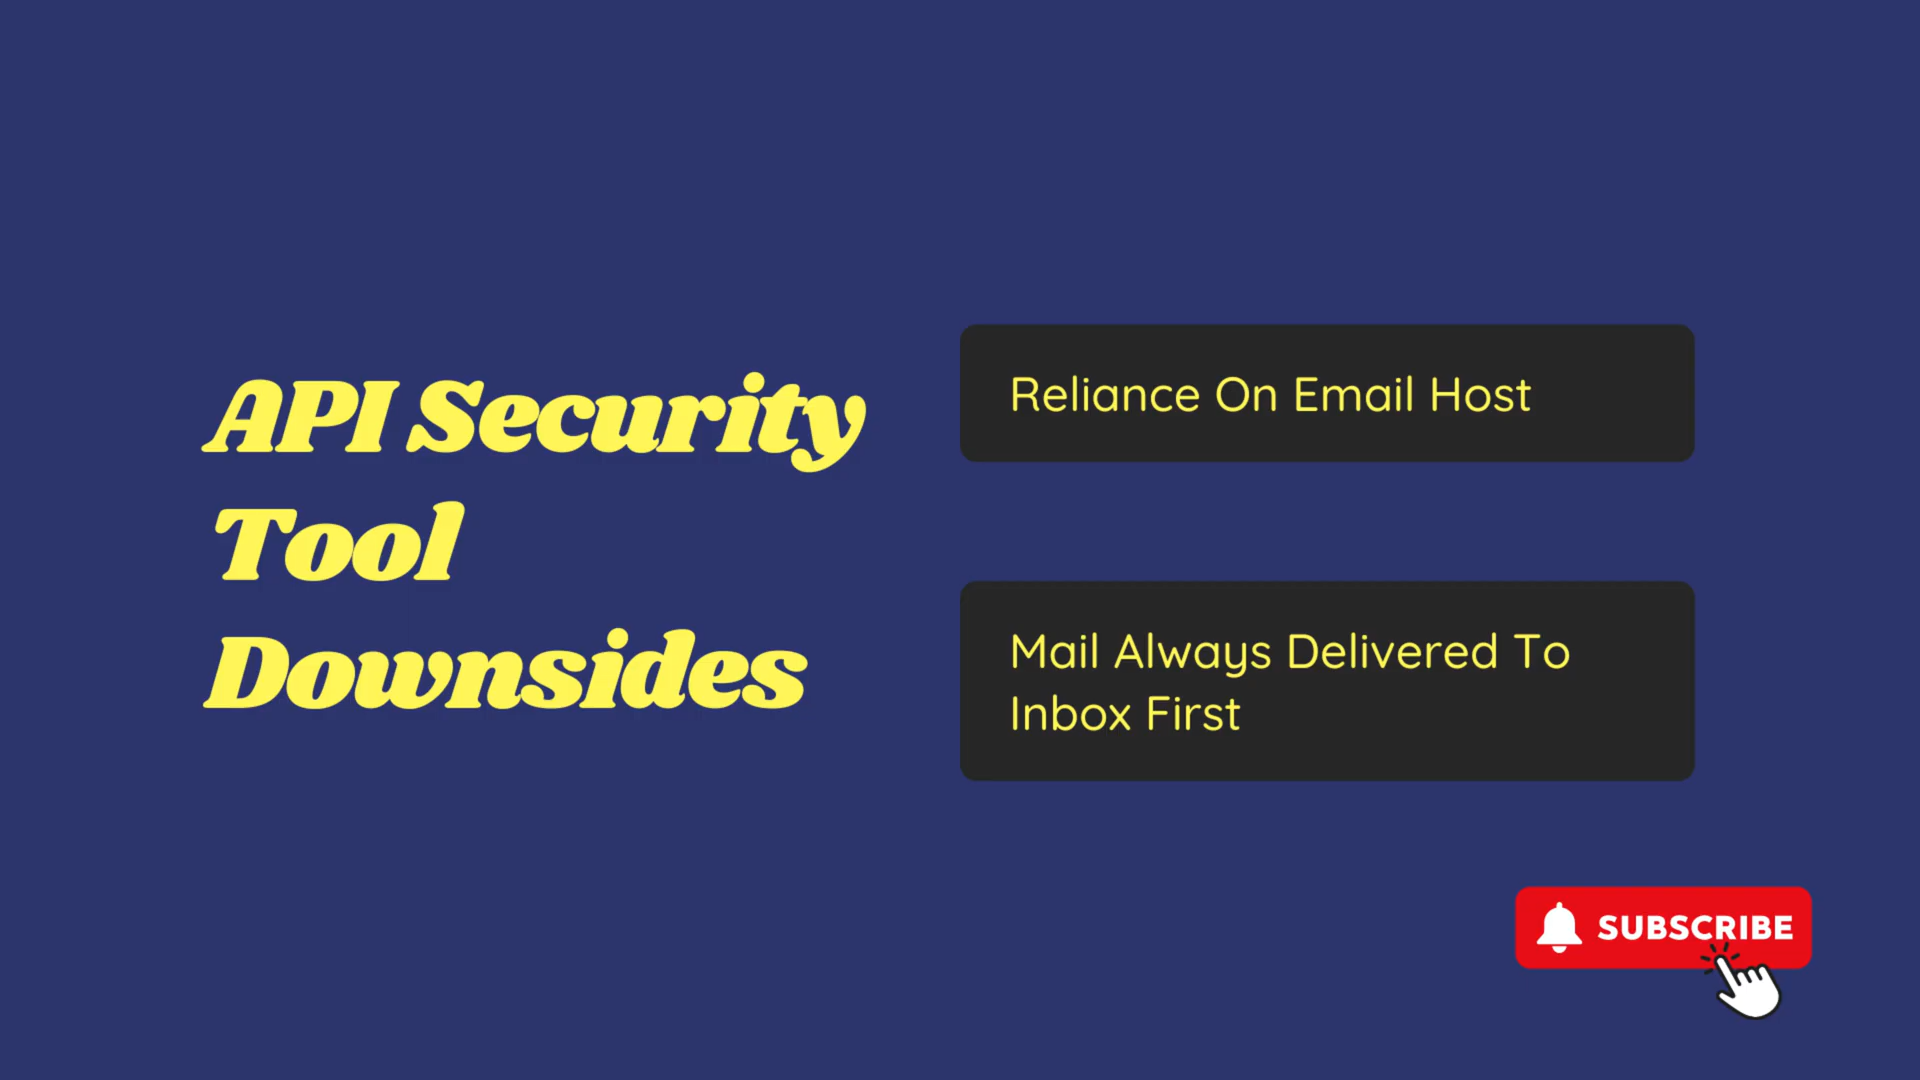 API Security
Tool
Downsides
Reliance On Email Host
Mail Always Delivered To
Inbox First
SUBSCRIBE